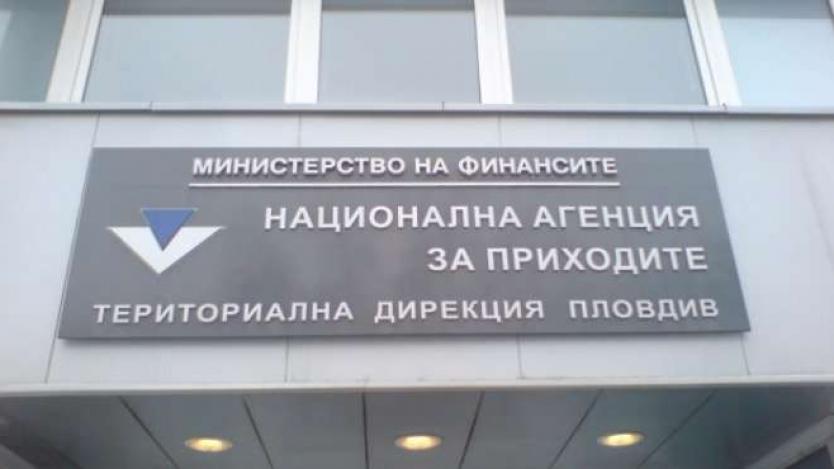 МИНИСТЕРСТВО НА ФИНАНСИТЕ
НАЦИОНАЛНА АГЕНЦИЯ
ЗА ПРИХОДИТЕ
ТЕРИТОРИАЛНА ДИРЕКЦИЯ ПЛОВДИВ